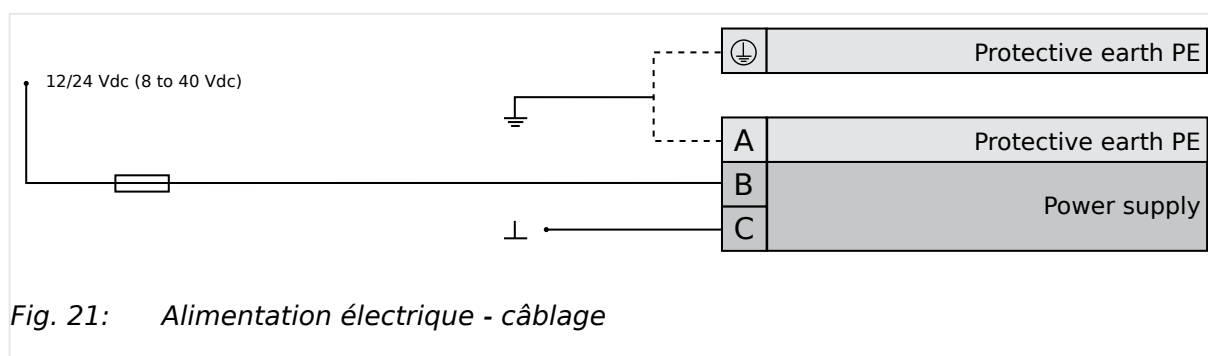 12/24 Vdc (8 to 40 Vdc)
Protective earth PE
A Protective earth PE
B
Power supply
C
Fig. 21: Alimentation électrique - câblage